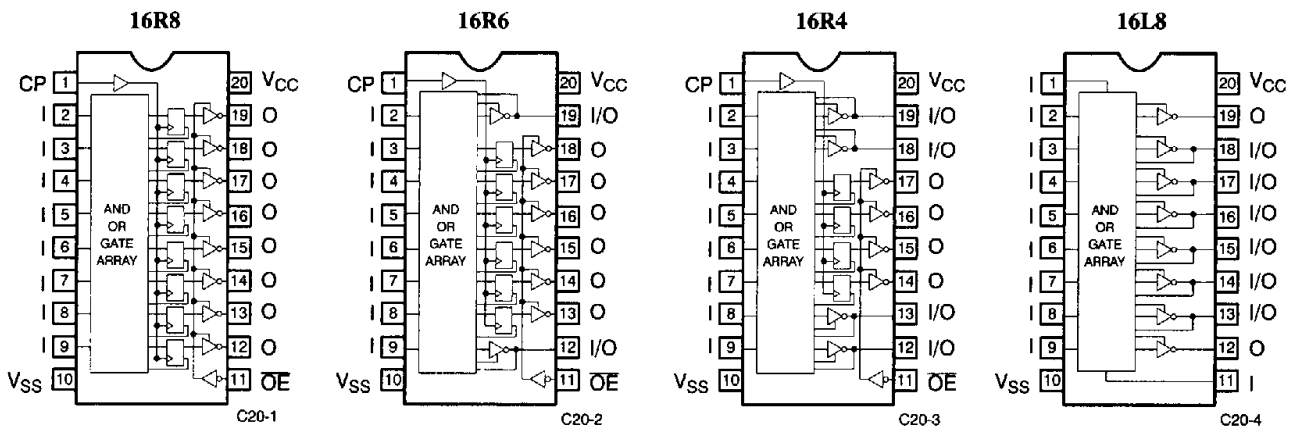 16R8
CP 1 20 VCC
I 2 19 O
I 3 18 O
I 4 17 O
I 5 16 O
I 6 15 O
I 7 14 O
I 8 13 O
I 9 12 O
VSS 10 11 O̅E̅
AND
OR
GATE
ARRAY
C20-1
16R6
CP 1 20 VCC
I 2 19 I/O
I 3 18 O
I 4 17 O
I 5 16 O
I 6 15 O
I 7 14 O
I 8 13 O
I 9 12 I/O
VSS 10 11 O̅E̅
AND
OR
GATE
ARRAY
C20-2
16R4
CP 1 20 VCC
I 2 19 I/O
I 3 18 I/O
I 4 17 O
I 5 16 O
I 6 15 O
I 7 14 O
I 8 13 I/O
I 9 12 I/O
VSS 10 11 O̅E̅
AND
OR
GATE
ARRAY
C20-3
16L8
I 1 20 VCC
I 2 19 O
I 3 18 I/O
I 4 17 I/O
I 5 16 I/O
I 6 15 I/O
I 7 14 I/O
I 8 13 I/O
I 9 12 O
VSS 10 11 I
AND
OR
GATE
ARRAY
C20-4